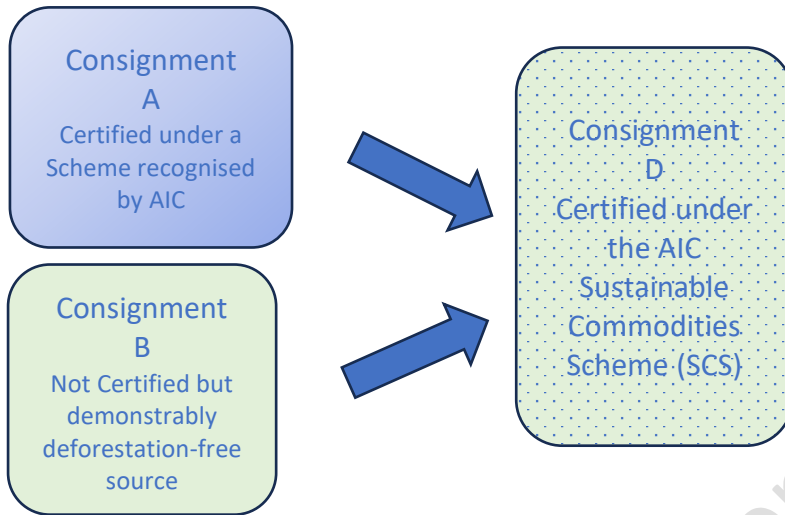 Consignment
A
Certified under a
Scheme recognised
by AIC
Consignment
B
Not Certified but
demonstrably
deforestation-free
source
Consignment
D
Certified under
the AIC
Sustainable
Commodities
Scheme (SCS)